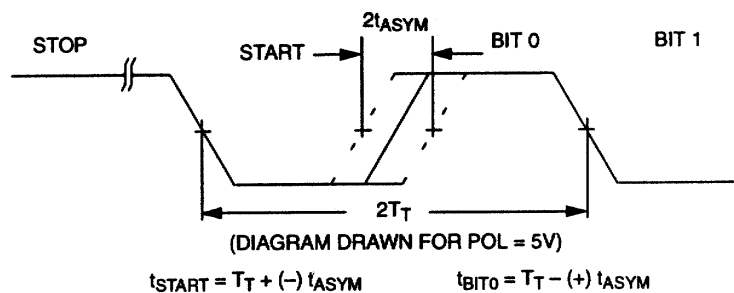 2tASYM
STOP START BIT 0 BIT 1
2TT
(DIAGRAM DRAWN FOR POL = 5V)
tSTART = TT + (–) tASYM tBIT0 = TT – (+) tASYM